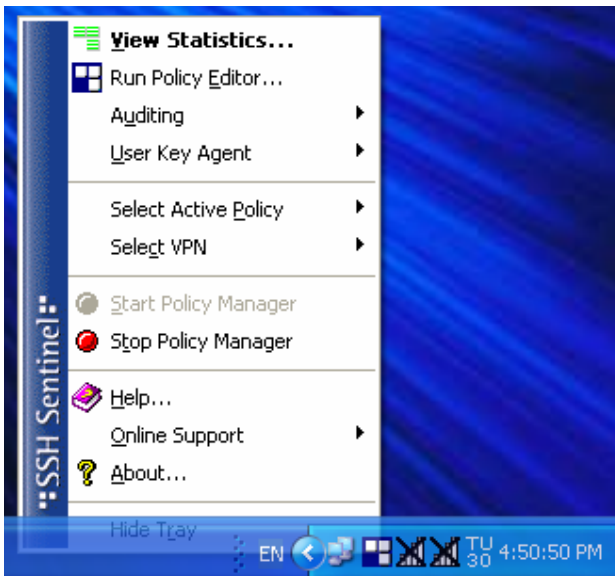 View Statistics...
Run Policy Editor...
Auditing
User Key Agent
Select Active Policy
Select VPN
Start Policy Manager
Stop Policy Manager
Help...
Online Support
About...
Hide Tray
SSH Sentinel
EN
TU
30
4:50:50 PM